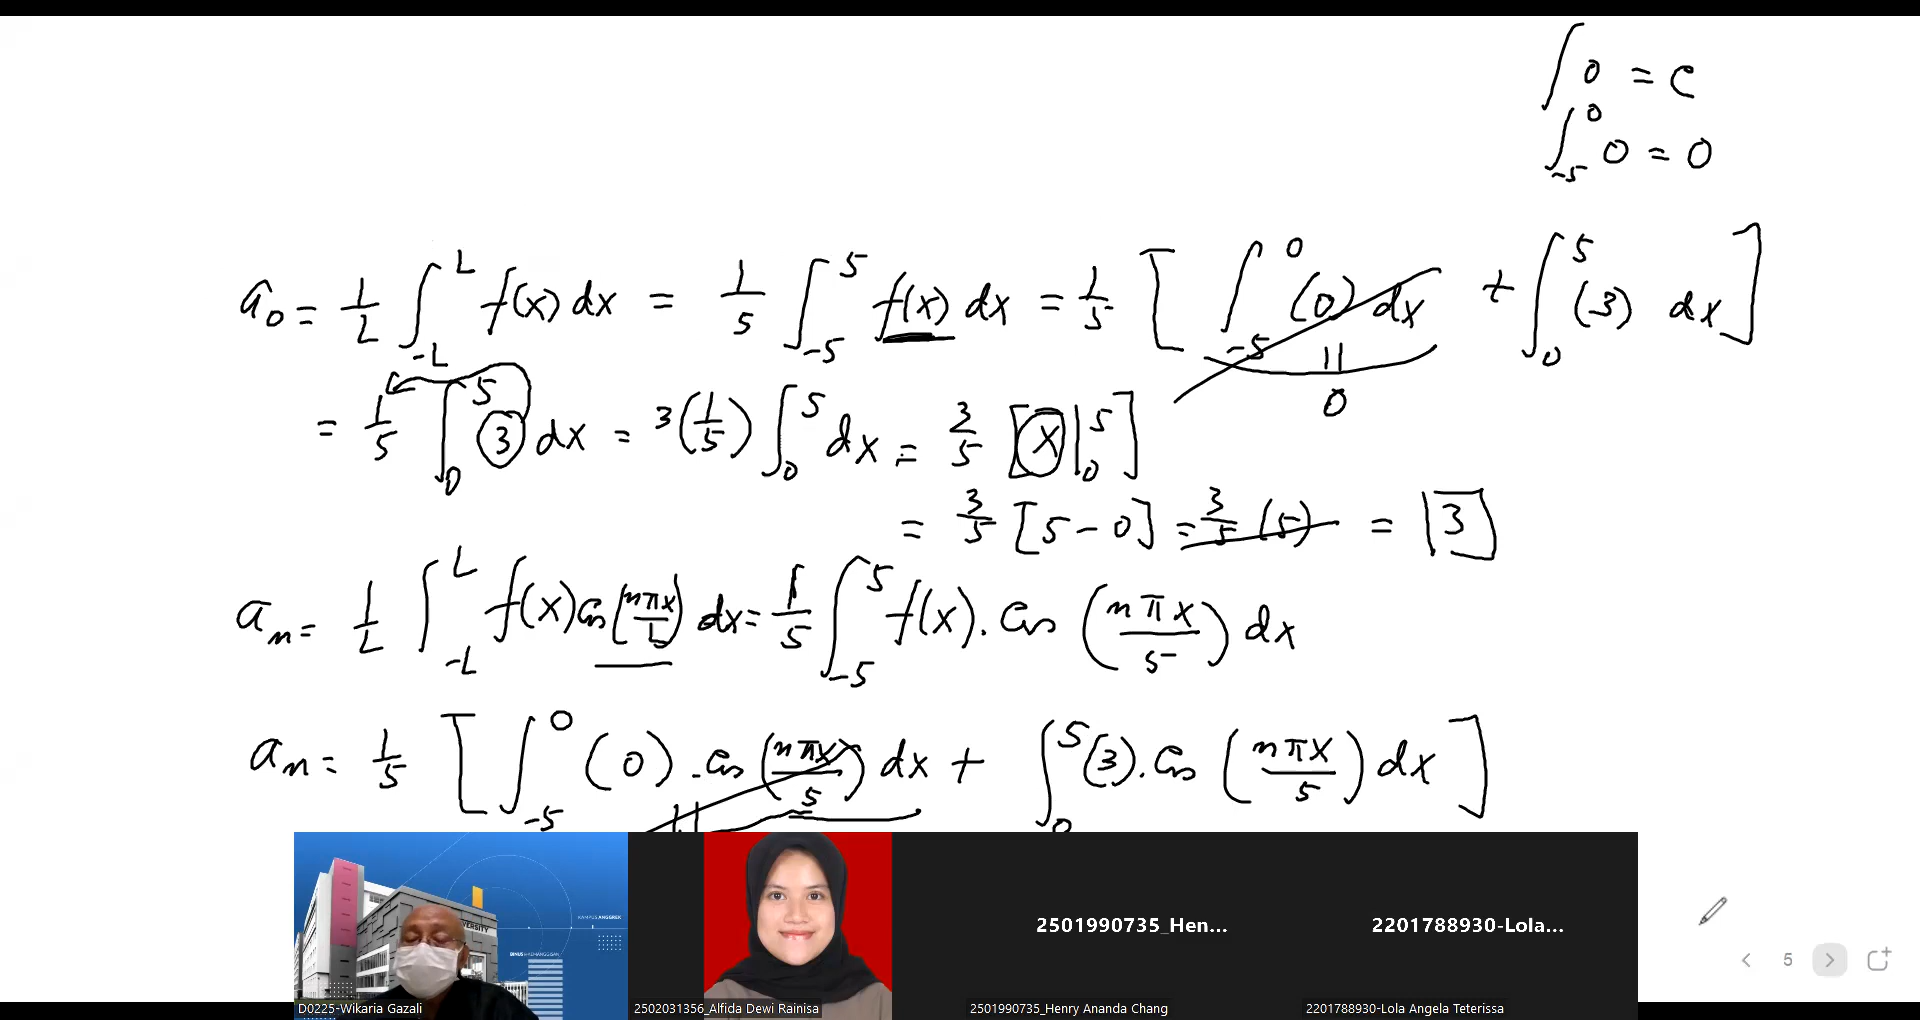 ∫ 0 = c
∫_{-5}^{0} 0 = 0
a₀ = 1/L ∫_{-L}^{L} f(x) dx = 1/5 ∫_{-5}^{5} f(x) dx = 1/5 [ ∫_{-5}^{0} (0) dx + ∫_{0}^{5} (3) dx ]
|| 0
= 1/5 ∫_{0}^{5} 3 dx = 3(1/5) ∫_{0}^{5} dx = 3/5 [ x |_{0}^{5} ]
= 3/5 [5 - 0] = 3/5 (5) = 3
aₙ = 1/L ∫_{-L}^{L} f(x) cos(nπx/L) dx = 1/5 ∫_{-5}^{5} f(x) . cos (nπx/5) dx
aₙ = 1/5 [ ∫_{-5}^{0} (0) . cos (nπx/5) dx + ∫_{0}^{5} (3) . cos (nπx/5) dx ]
KAMPUS ANGGREK
VERSITY
D0225-Wikaria Gazali
2502031356_Alfida Dewi Rainisa
2501990735_Hen...
2501990735_Henry Ananda Chang
2201788930-Lola...
2201788930-Lola Angela Teterissa
5